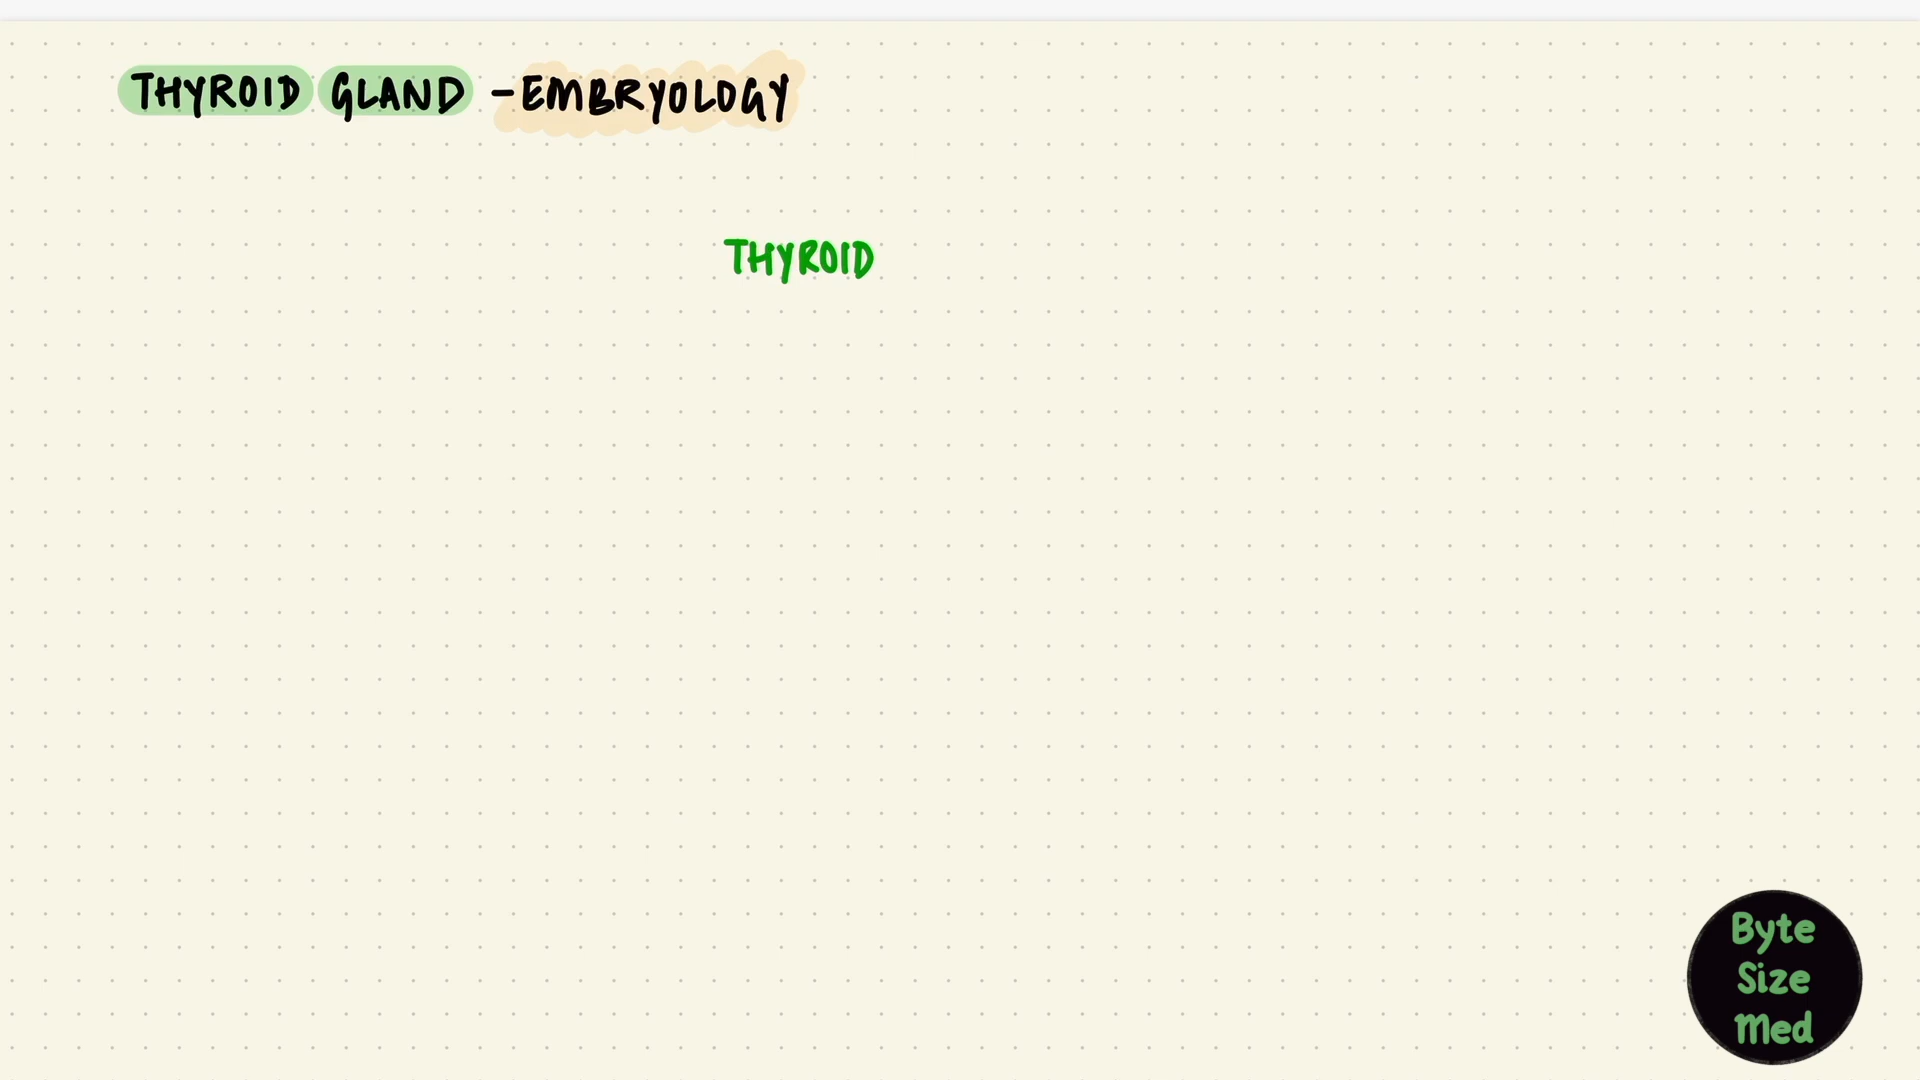 THYROID GLAND - EMBRYOLOGY
THYROID
Byte
Size
Med